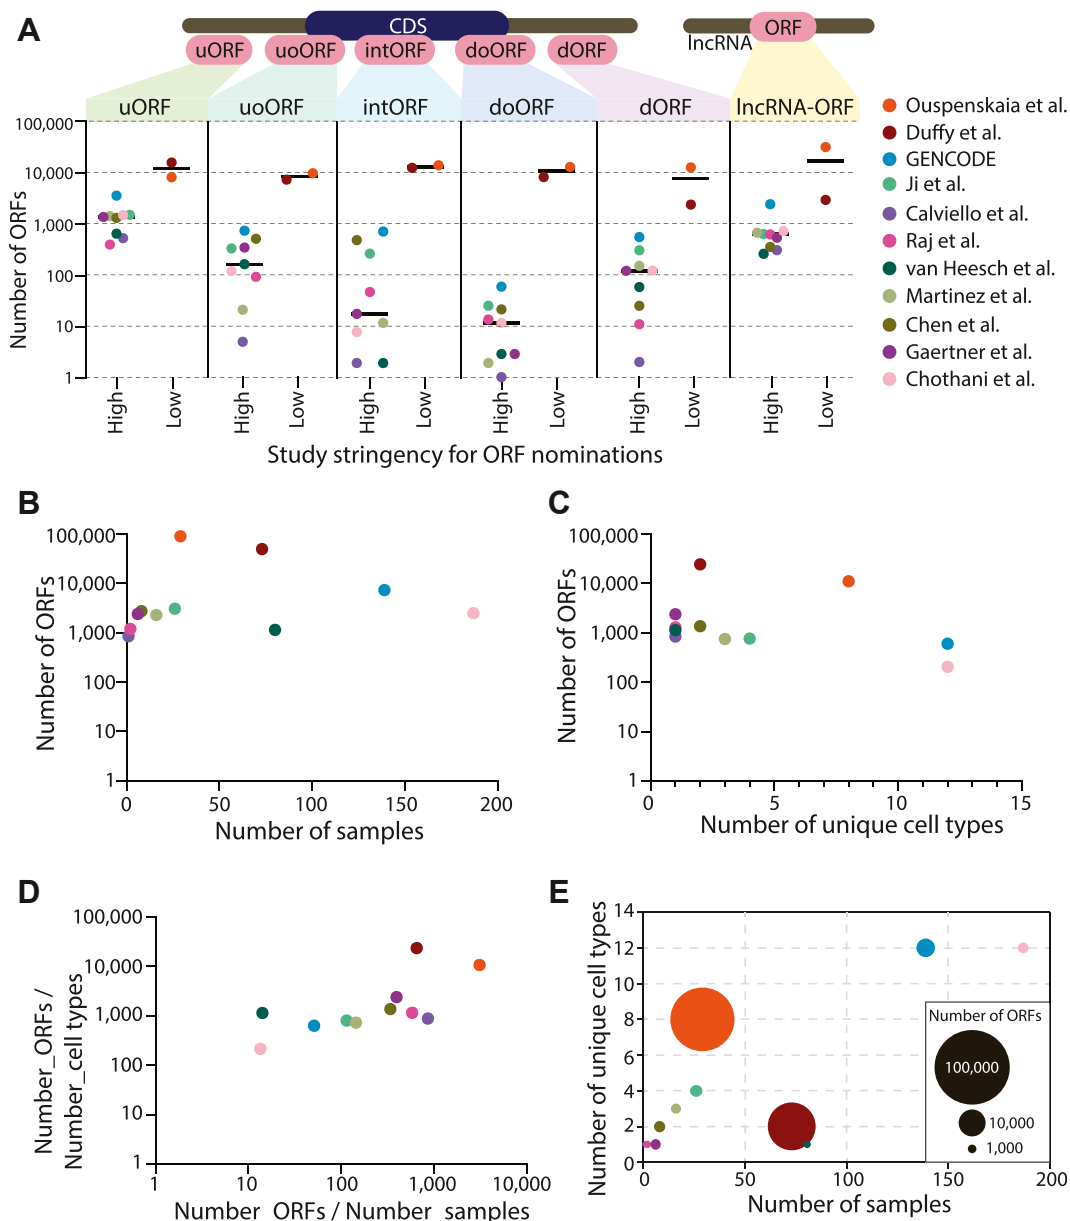 A
CDS
uORF
uoORF
intORF
doORF
dORF
lncRNA
ORF
uORF
uoORF
intORF
doORF
dORF
lncRNA-ORF
Number of ORFs
100,000
10,000
1,000
100
10
1
High
Low
High
Low
High
Low
High
Low
High
Low
High
Low
Study stringency for ORF nominations
Ouspenskaia et al.
Duffy et al.
GENCODE
Ji et al.
Calviello et al.
Raj et al.
van Heesch et al.
Martinez et al.
Chen et al.
Gaertner et al.
Chothani et al.
B
Number of ORFs
100,000
10,000
1,000
100
10
1
0 50 100 150 200
Number of samples
C
Number of ORFs
100,000
10,000
1,000
100
10
1
0 5 10 15
Number of unique cell types
D
Number_ORFs /
Number_cell types
100,000
10,000
1,000
100
10
1
1 10 100 1,000 10,000
Number_ORFs / Number_samples
E
Number of unique cell types
14
12
10
8
6
4
2
0
0 50 100 150 200
Number of samples
Number of ORFs
100,000
10,000
1,000